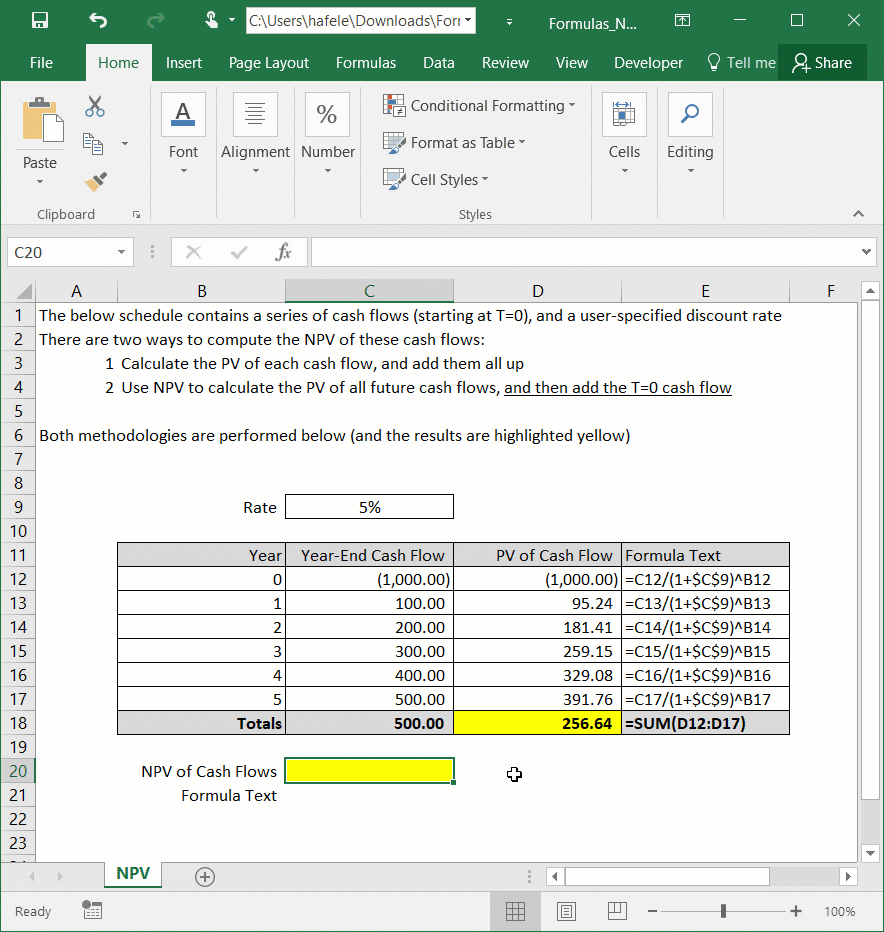 C:\Users\hafele\Downloads\Forr
Formulas_N...
File Home Insert Page Layout Formulas Data Review View Developer Tell me Share
Paste
Font
Alignment
%
Number
Conditional Formatting
Format as Table
Cell Styles
Cells
Editing
Clipboard
Styles
C20
fx
A B C D E F
1 The below schedule contains a series of cash flows (starting at T=0), and a user-specified discount rate
2 There are two ways to compute the NPV of these cash flows:
3 1 Calculate the PV of each cash flow, and add them all up
4 2 Use NPV to calculate the PV of all future cash flows, and then add the T=0 cash flow
5
6 Both methodologies are performed below (and the results are highlighted yellow)
7
8
9 Rate 5%
10
11 Year Year-End Cash Flow PV of Cash Flow Formula Text
12 0 (1,000.00) (1,000.00) =C12/(1+$C$9)^B12
13 1 100.00 95.24 =C13/(1+$C$9)^B13
14 2 200.00 181.41 =C14/(1+$C$9)^B14
15 3 300.00 259.15 =C15/(1+$C$9)^B15
16 4 400.00 329.08 =C16/(1+$C$9)^B16
17 5 500.00 391.76 =C17/(1+$C$9)^B17
18 Totals 500.00 256.64 =SUM(D12:D17)
19
20 NPV of Cash Flows
21 Formula Text
22
23
NPV
Ready
100%